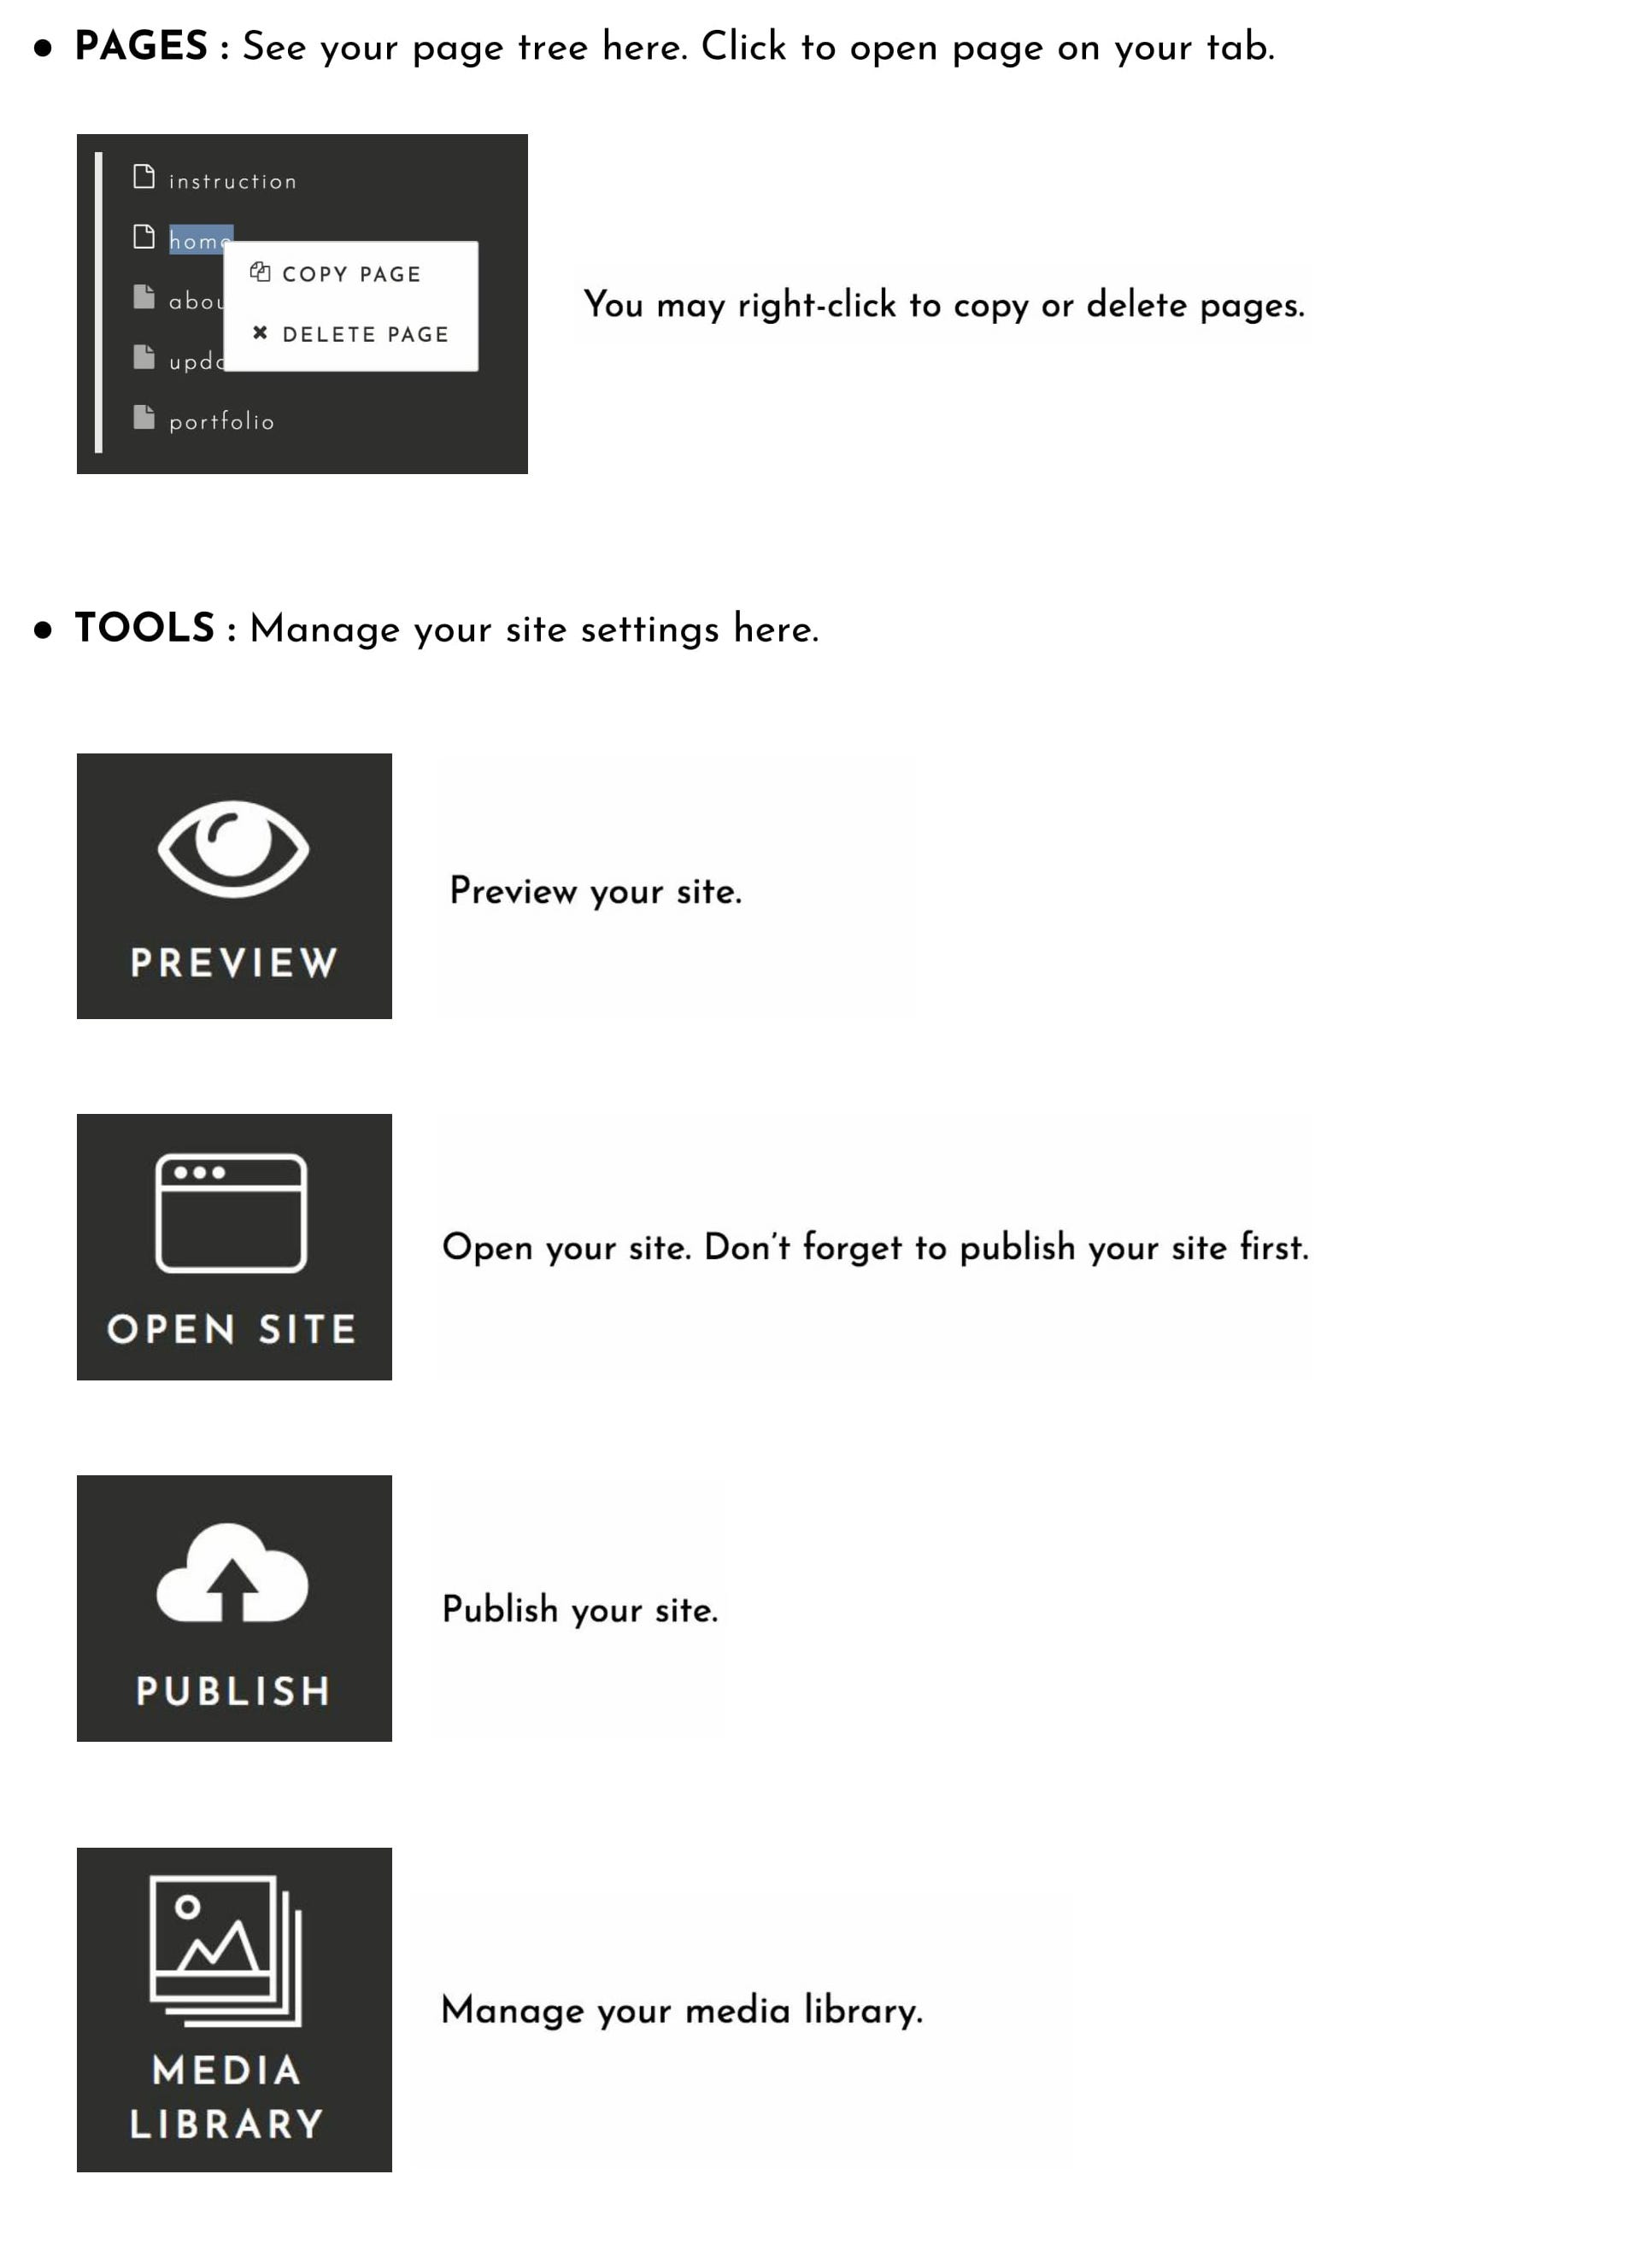 • PAGES : See your page tree here. Click to open page on your tab.
instruction
home
COPY PAGE
DELETE PAGE
portfolio
You may right-click to copy or delete pages.
• TOOLS : Manage your site settings here.
PREVIEW
Preview your site.
OPEN SITE
Open your site. Don't forget to publish your site first.
PUBLISH
Publish your site.
MEDIA
LIBRARY
Manage your media library.